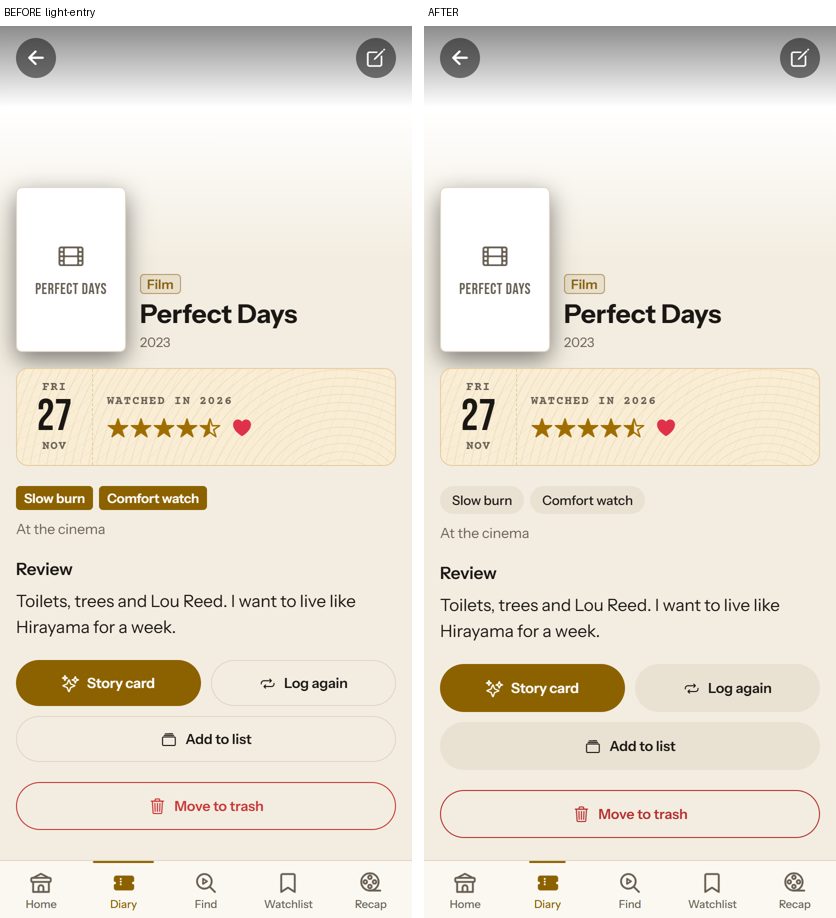 BEFORE light-entry
PERFECT DAYS
Film
Perfect Days
2023
FRI
27
NOV
WATCHED IN 2026
Slow burn
Comfort watch
At the cinema
Review
Toilets, trees and Lou Reed. I want to live like
Hirayama for a week.
Story card
Log again
Add to list
Move to trash
Home
Diary
Find
Watchlist
Recap
AFTER
PERFECT DAYS
Film
Perfect Days
2023
FRI
27
NOV
WATCHED IN 2026
Slow burn
Comfort watch
At the cinema
Review
Toilets, trees and Lou Reed. I want to live like
Hirayama for a week.
Story card
Log again
Add to list
Move to trash
Home
Diary
Find
Watchlist
Recap